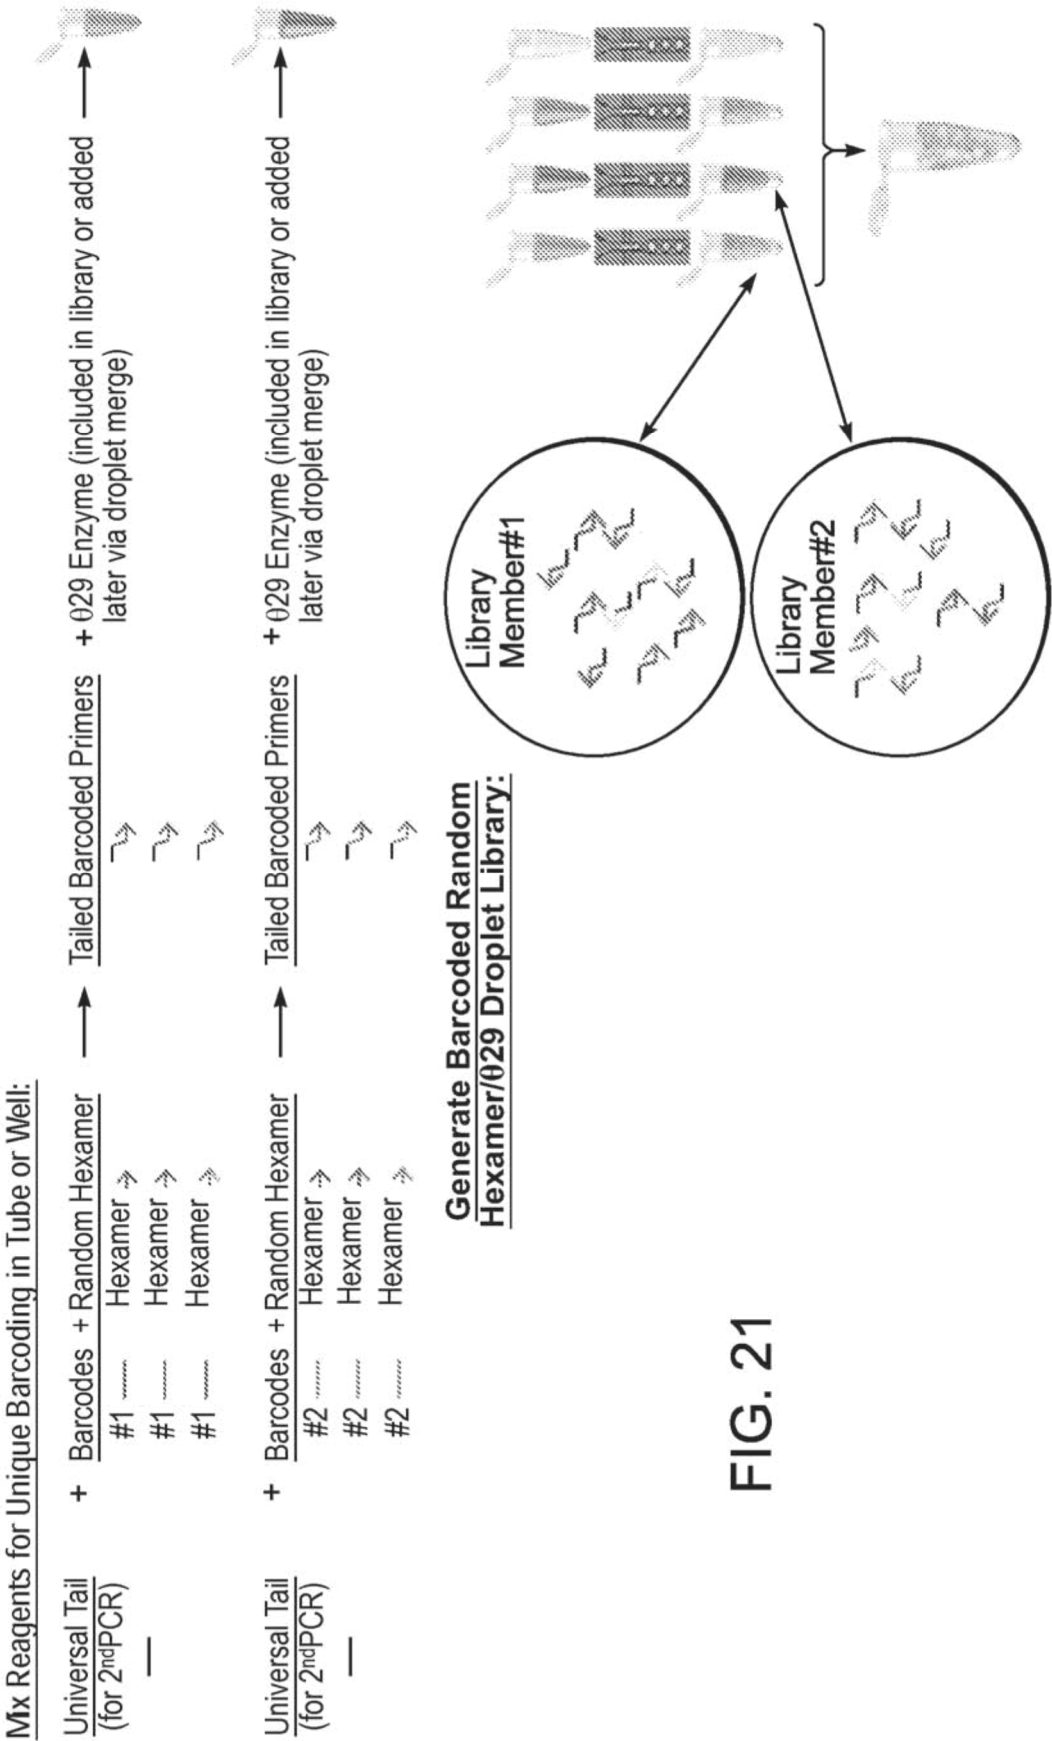 Mix Reagents for Unique Barcoding in Tube or Well:
Universal Tail + Barcodes + Random Hexamer Tailed Barcoded Primers + θ29 Enzyme (included in library or added
(for 2ndPCR) later via droplet merge)
#1 Hexamer
#1 Hexamer
#1 Hexamer
Universal Tail + Barcodes + Random Hexamer Tailed Barcoded Primers + θ29 Enzyme (included in library or added
(for 2ndPCR) later via droplet merge)
#2 Hexamer
#2 Hexamer
#2 Hexamer
Generate Barcoded Random
Hexamer/θ29 Droplet Library:
Library
Member#1
Library
Member#2
FIG. 21